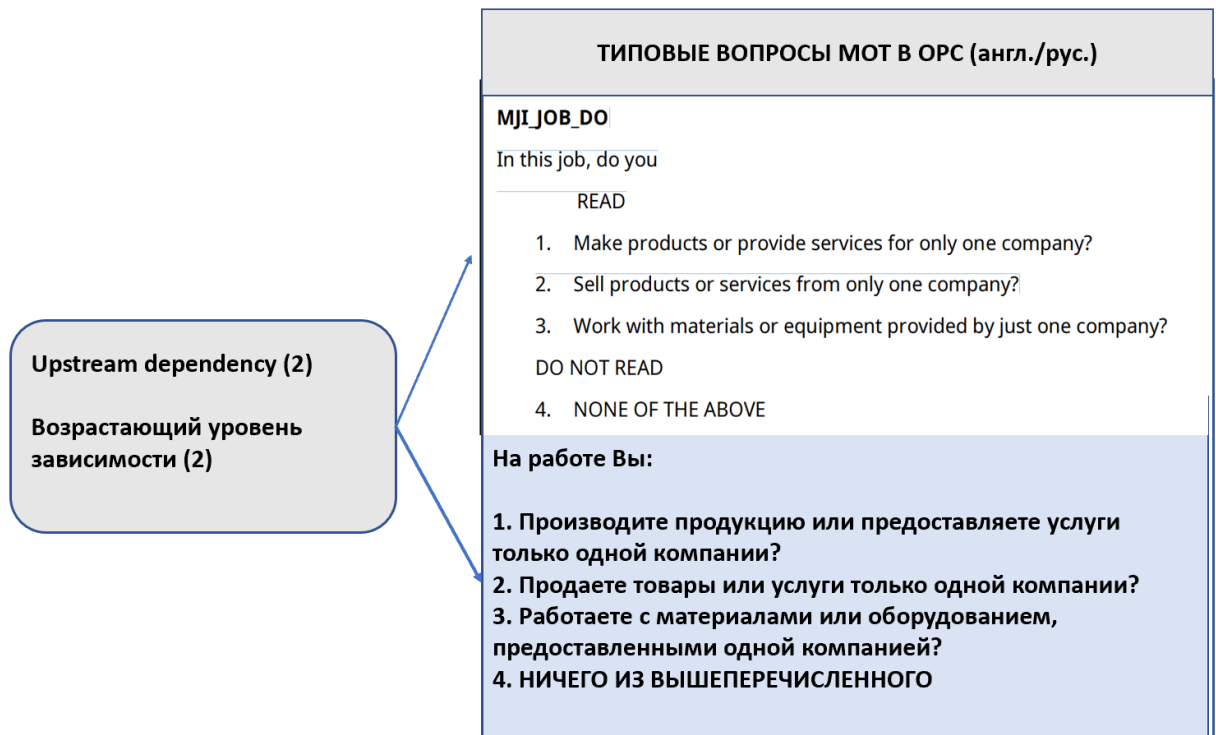 ТИПОВЫЕ ВОПРОСЫ МОТ В ОРС (англ./рус.)
MJI_JOB_DO
In this job, do you
READ
1. Make products or provide services for only one company?
2. Sell products or services from only one company?
3. Work with materials or equipment provided by just one company?
DO NOT READ
4. NONE OF THE ABOVE
Upstream dependency (2)
Возрастающий уровень
зависимости (2)
На работе Вы:
1. Производите продукцию или предоставляете услуги
только одной компании?
2. Продаете товары или услуги только одной компании?
3. Работаете с материалами или оборудованием,
предоставленными одной компанией?
4. НИЧЕГО ИЗ ВЫШЕПЕРЕЧИСЛЕННОГО